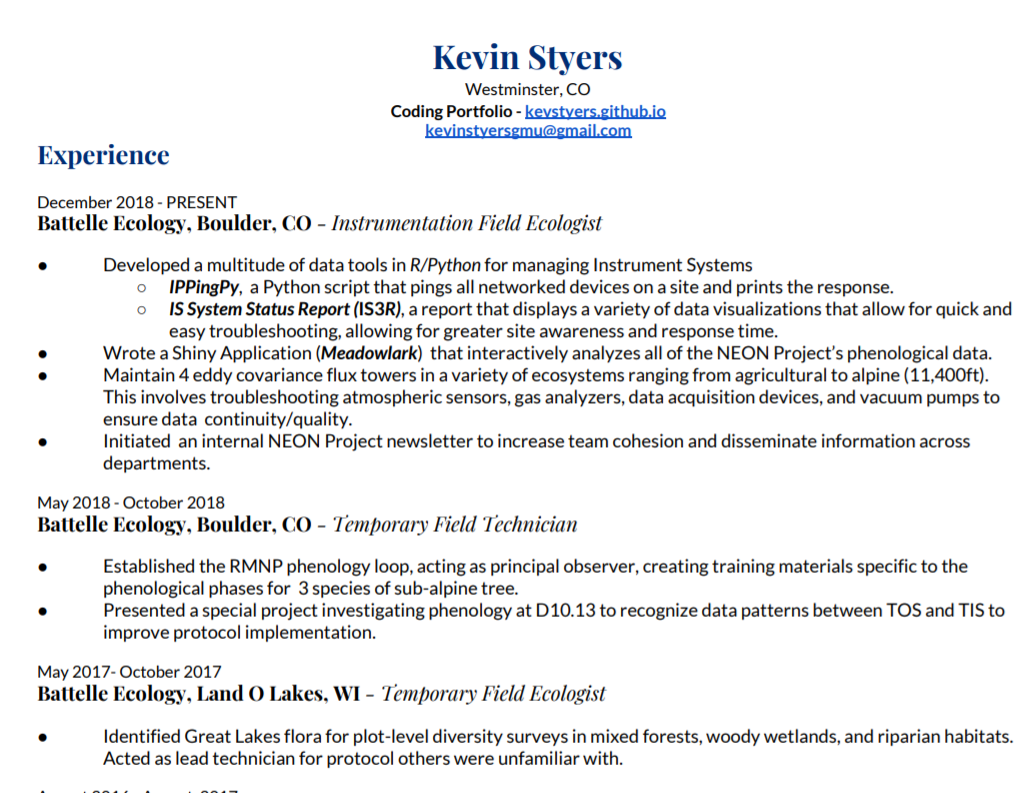 Kevin Styers
Westminster, CO
Coding Portfolio - kevstyers.github.io
kevinstyersgmu@gmail.com
Experience
December 2018 - PRESENT
Battelle Ecology, Boulder, CO – Instrumentation Field Ecologist
● Developed a multitude of data tools in R/Python for managing Instrument Systems
○ IPPingPy, a Python script that pings all networked devices on a site and prints the response.
○ IS System Status Report (IS3R), a report that displays a variety of data visualizations that allow for quick and
easy troubleshooting, allowing for greater site awareness and response time.
● Wrote a Shiny Application (Meadowlark) that interactively analyzes all of the NEON Project's phenological data.
● Maintain 4 eddy covariance flux towers in a variety of ecosystems ranging from agricultural to alpine (11,400ft).
This involves troubleshooting atmospheric sensors, gas analyzers, data acquisition devices, and vacuum pumps to
ensure data continuity/quality.
● Initiated an internal NEON Project newsletter to increase team cohesion and disseminate information across
departments.
May 2018 - October 2018
Battelle Ecology, Boulder, CO – Temporary Field Technician
● Established the RMNP phenology loop, acting as principal observer, creating training materials specific to the
phenological phases for 3 species of sub-alpine tree.
● Presented a special project investigating phenology at D10.13 to recognize data patterns between TOS and TIS to
improve protocol implementation.
May 2017- October 2017
Battelle Ecology, Land O Lakes, WI – Temporary Field Ecologist
● Identified Great Lakes flora for plot-level diversity surveys in mixed forests, woody wetlands, and riparian habitats.
Acted as lead technician for protocol others were unfamiliar with.